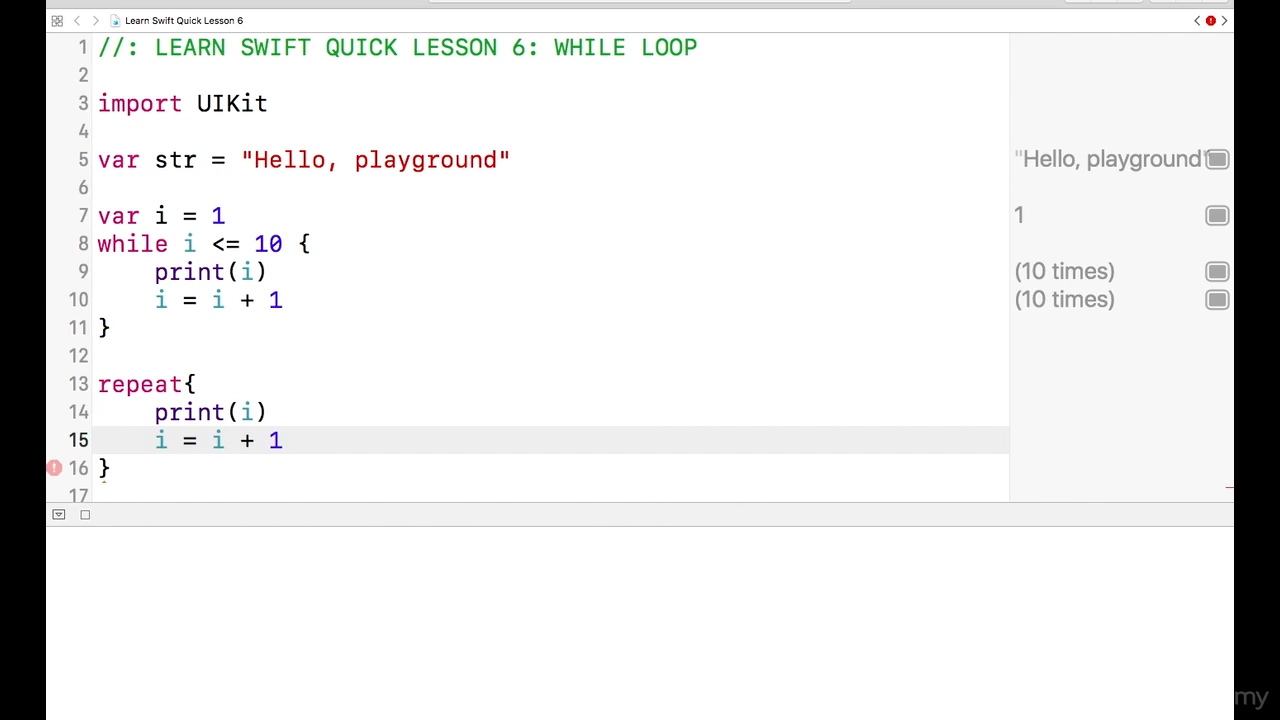 Learn Swift Quick Lesson 6
1 //: LEARN SWIFT QUICK LESSON 6: WHILE LOOP
2
3 import UIKit
4
5 var str = "Hello, playground" "Hello, playground"
6
7 var i = 1 1
8 while i <= 10 {
9 print(i) (10 times)
10 i = i + 1 (10 times)
11 }
12
13 repeat{
14 print(i)
15 i = i + 1
16 }
17
my